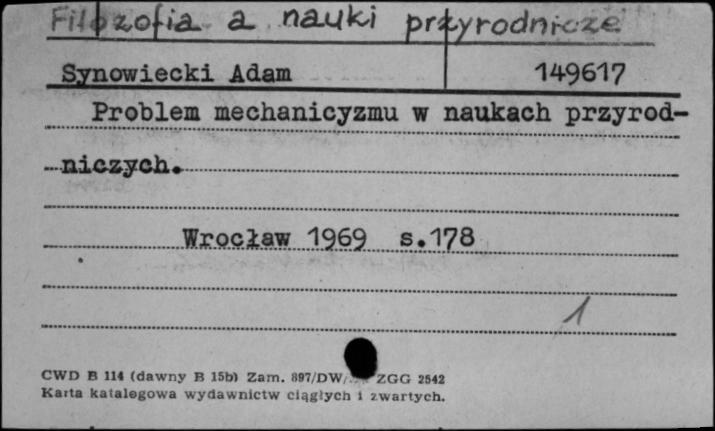 Filozofia a nauki przyrodnicze
Synowiecki Adam 149617
Problem mechanicyzmu w naukach przyrod-
niczych.
Wrocław 1969 s.178
1
CWD B 114 (dawny B 15b) Zam. 897/DW ZGG 2542
Karta katalogowa wydawnictw ciągłych i zwartych.